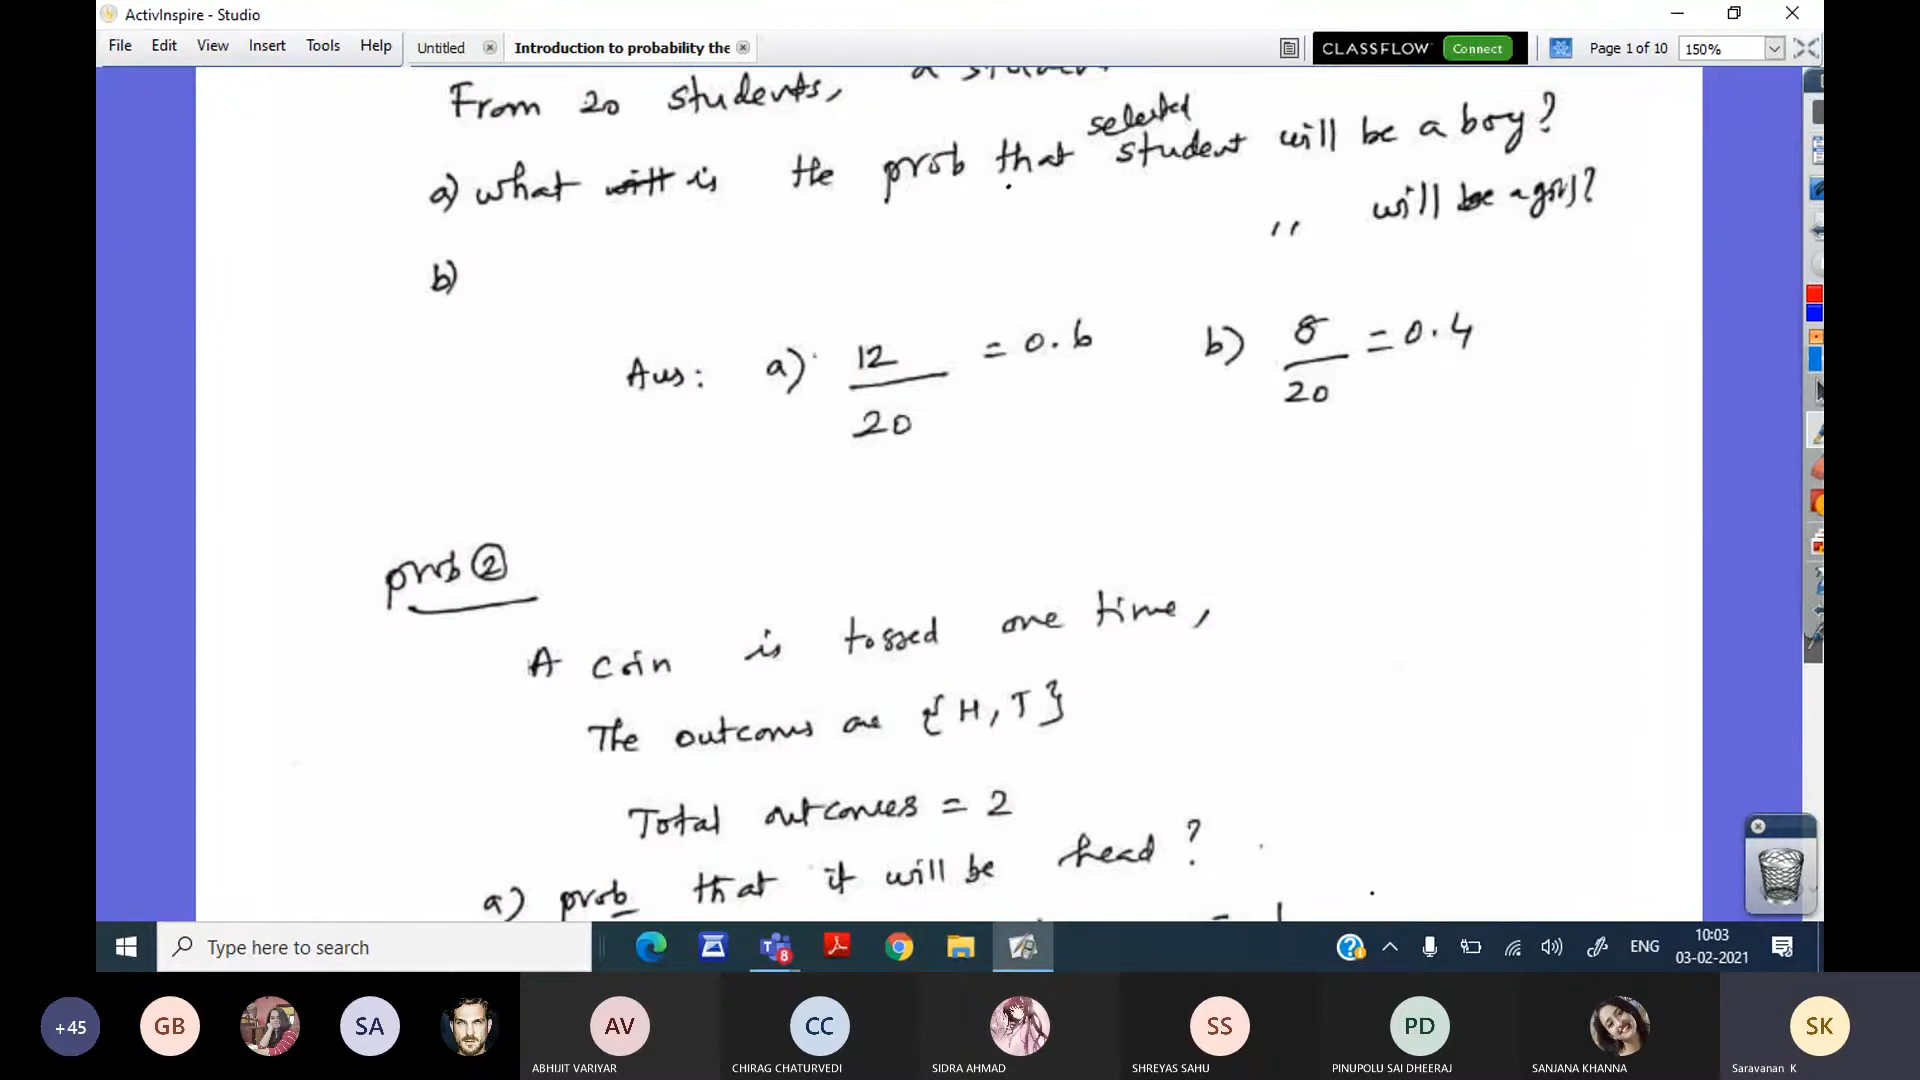 ActivInspire - Studio
File Edit View Insert Tools Help
Untitled
Introduction to probability the
CLASSFLOW Connect
Page 1 of 10
150%
From 20 students, a
selected
a) what will is the prob that student will be a boy?
b) ,, will be a girl?
Ans: a) 12/20 = 0.6 b) 8/20 = 0.4
prob ②
A coin is tossed one time,
The outcomes are {H, T}
Total outcomes = 2
a) prob that it will be head?
Type here to search
8
ENG
10:03
03-02-2021
+45
GB
SA
AV
CC
SS
PD
SK
ABHIJIT VARIYAR
CHIRAG CHATURVEDI
SIDRA AHMAD
SHREYAS SAHU
PINUPOLU SAI DHEERAJ
SANJANA KHANNA
Saravanan K